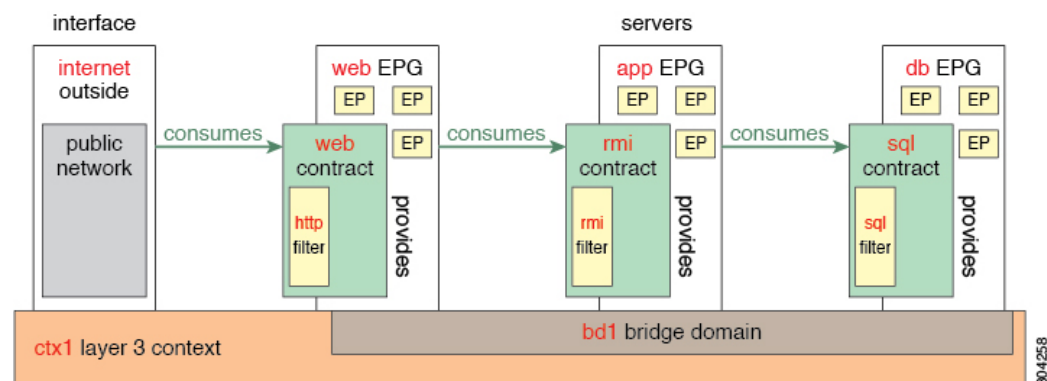 interface
servers
internet
outside
public
network
consumes
web EPG
EP EP
EP
web
contract
http
filter
provides
consumes
app EPG
EP EP
EP
rmi
contract
rmi
filter
provides
consumes
db EPG
EP EP
EP
sql
contract
sql
filter
provides
bd1 bridge domain
ctx1 layer 3 context